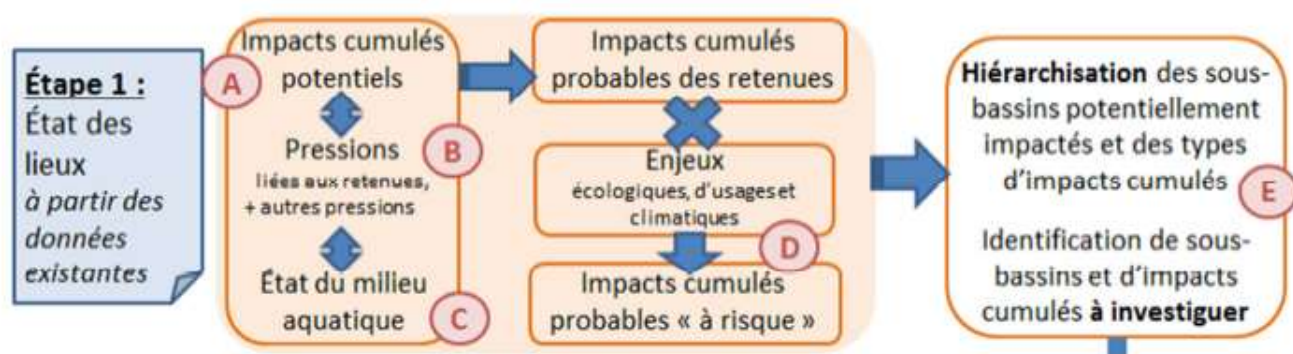 Étape 1 :
État des
lieux
à partir des
données
existantes
A
Impacts cumulés
potentiels
B
Pressions
liées aux retenues,
+ autres pressions
État du milieu
aquatique
C
Impacts cumulés
probables des retenues
Enjeux
écologiques, d'usages et
climatiques
D
Impacts cumulés
probables « à risque »
Hiérarchisation des sous-
bassins potentiellement
impactés et des types
d'impacts cumulés
E
Identification de sous-
bassins et d'impacts
cumulés à investiguer